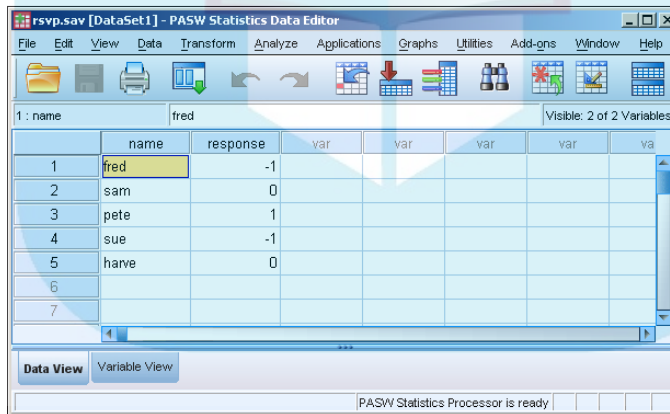 rsvp.sav [DataSet1] - PASW Statistics Data Editor
File Edit View Data Transform Analyze Applications Graphs Utilities Add-ons Window Help
1 : name fred Visible: 2 of 2 Variables
name response var var var var va
1 fred -1
2 sam 0
3 pete 1
4 sue -1
5 harve 0
6
7
Data View Variable View
PASW Statistics Processor is ready